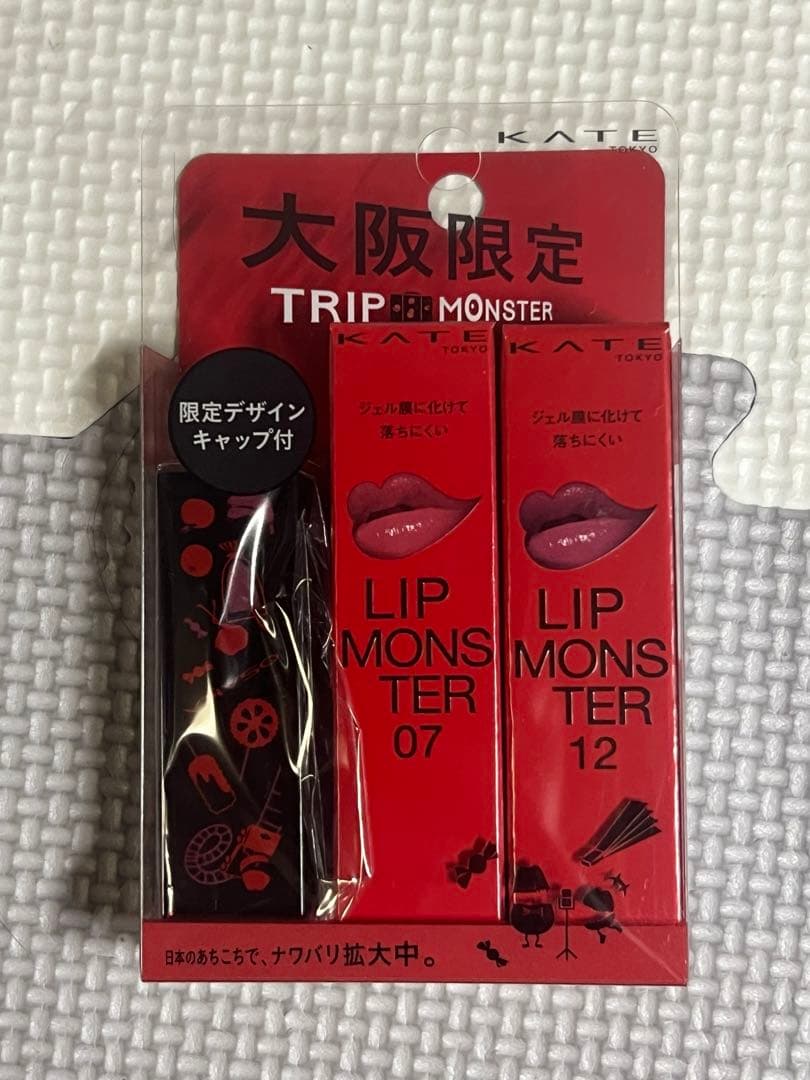 KATE
TOKYO
大阪限定
TRIP MONSTER
限定デザイン
キャップ付
KATE
TOKYO
ジェル膜に化けて
落ちにくい
LIP
MONS
TER
07
KATE
TOKYO
ジェル膜に化けて
落ちにくい
LIP
MONS
TER
12
日本のあちこちで、ナワバリ拡大中。